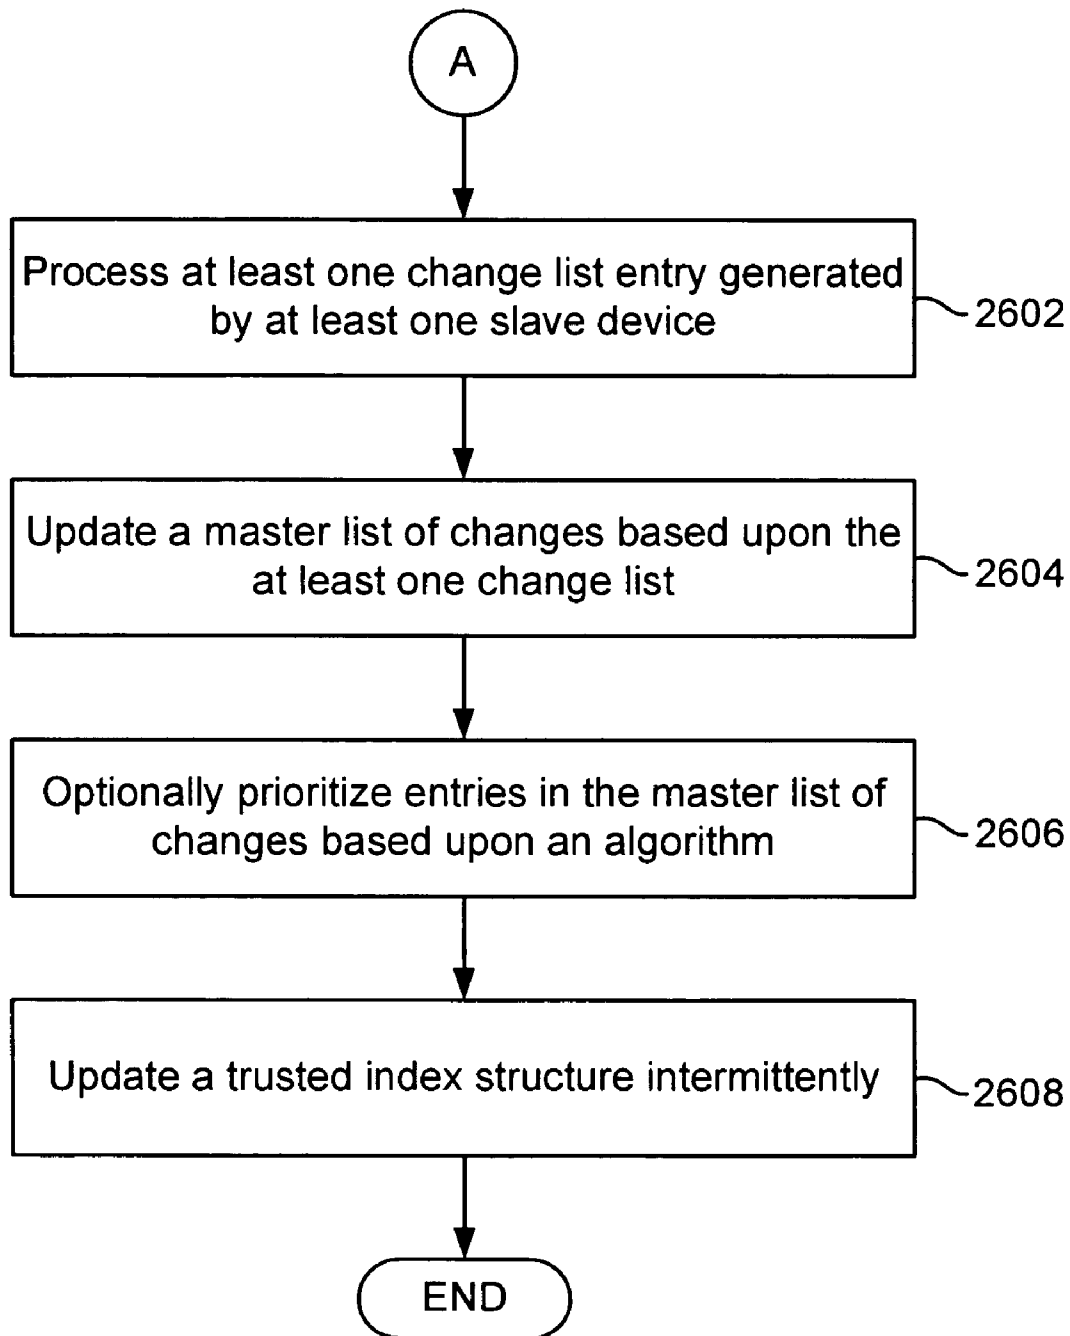 A
Process at least one change list entry generated
by at least one slave device
2602
Update a master list of changes based upon the
at least one change list
2604
Optionally prioritize entries in the master list of
changes based upon an algorithm
2606
Update a trusted index structure intermittently
2608
END